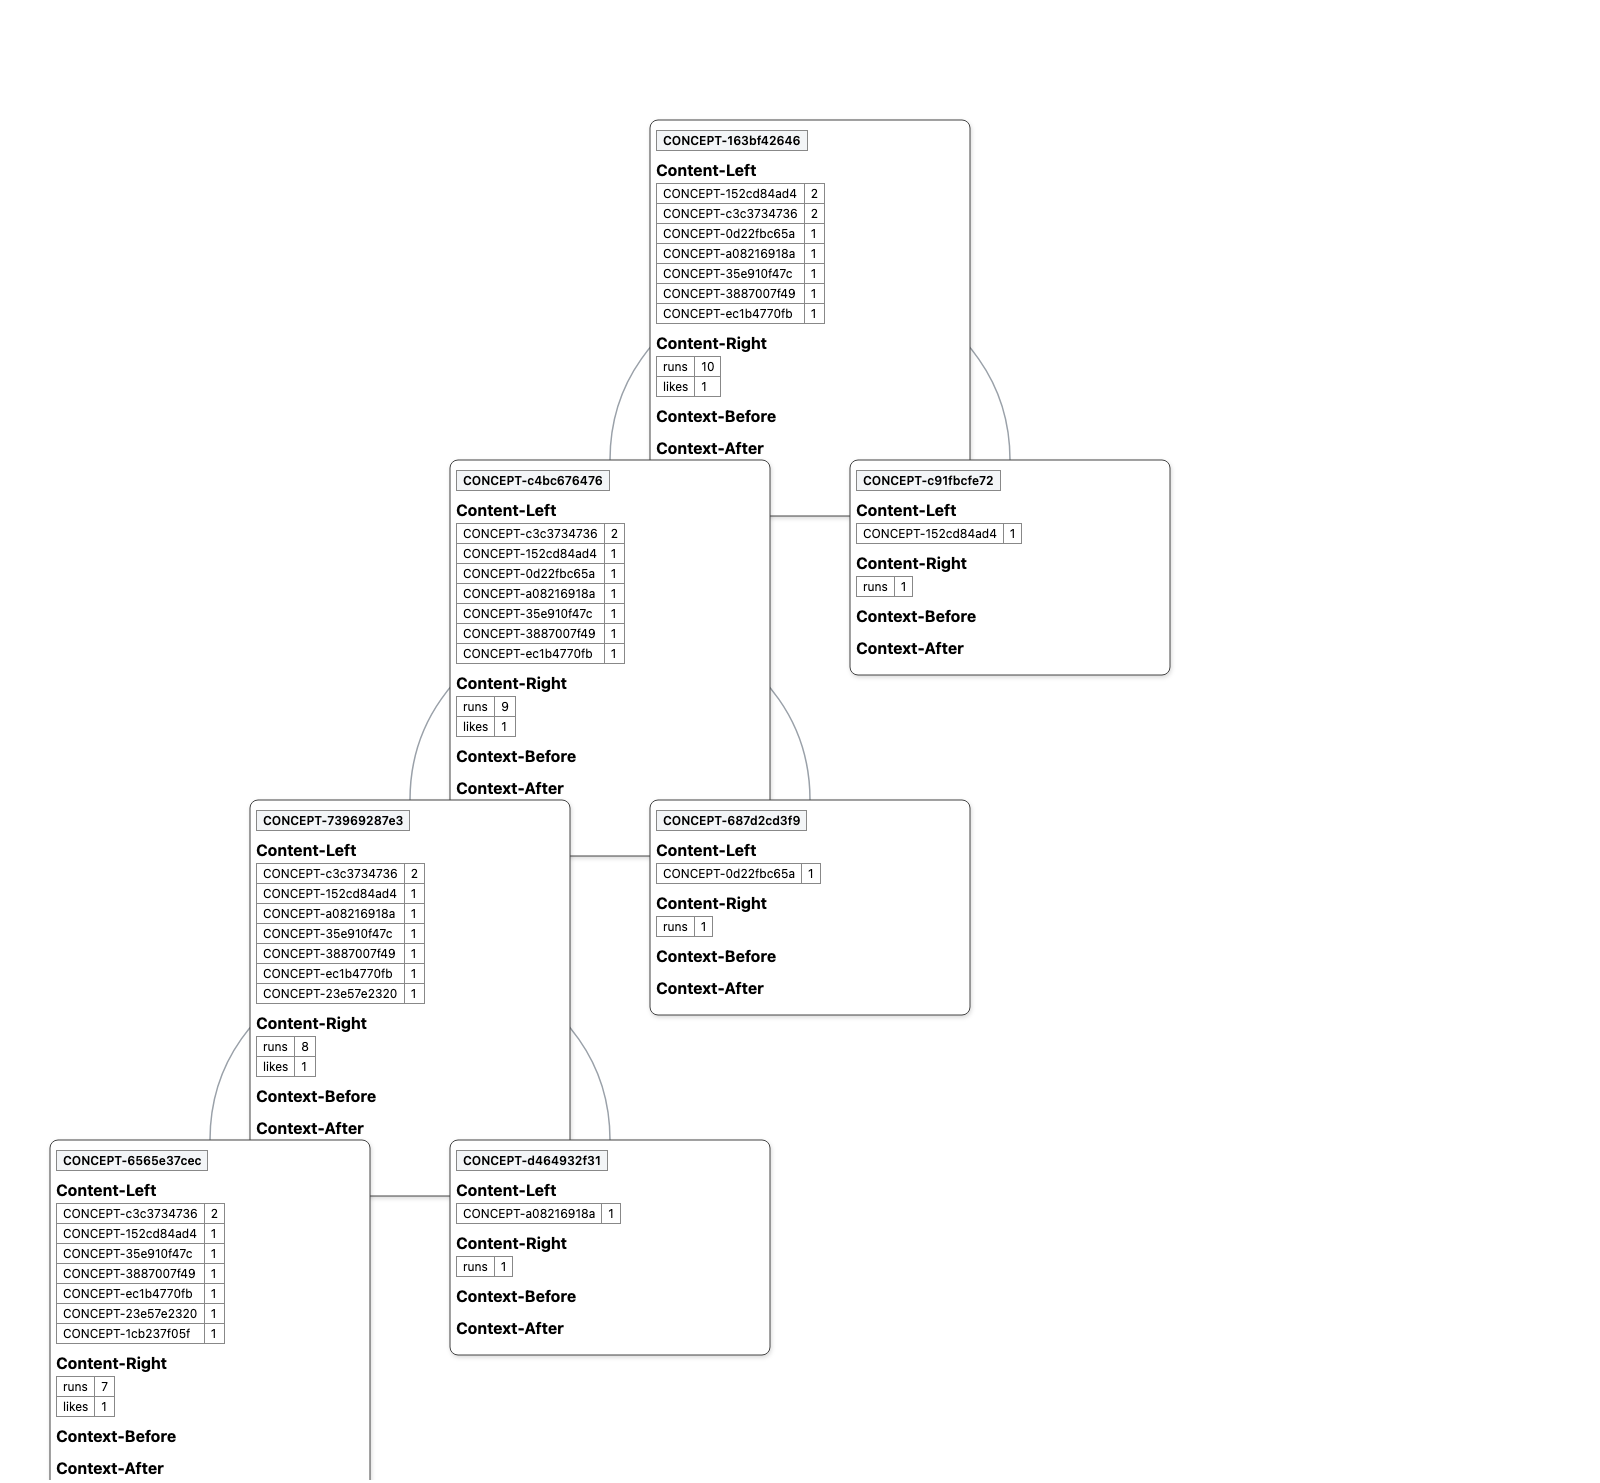 CONCEPT-163bf42646
Content-Left
CONCEPT-152cd84ad4 2
CONCEPT-c3c3734736 2
CONCEPT-0d22fbc65a 1
CONCEPT-a08216918a 1
CONCEPT-35e910f47c 1
CONCEPT-3887007f49 1
CONCEPT-ec1b4770fb 1
Content-Right
runs 10
likes 1
Context-Before
Context-After
CONCEPT-c4bc676476
Content-Left
CONCEPT-c3c3734736 2
CONCEPT-152cd84ad4 1
CONCEPT-0d22fbc65a 1
CONCEPT-a08216918a 1
CONCEPT-35e910f47c 1
CONCEPT-3887007f49 1
CONCEPT-ec1b4770fb 1
Content-Right
runs 9
likes 1
Context-Before
Context-After
CONCEPT-c91fbcfe72
Content-Left
CONCEPT-152cd84ad4 1
Content-Right
runs 1
Context-Before
Context-After
CONCEPT-73969287e3
Content-Left
CONCEPT-c3c3734736 2
CONCEPT-152cd84ad4 1
CONCEPT-a08216918a 1
CONCEPT-35e910f47c 1
CONCEPT-3887007f49 1
CONCEPT-ec1b4770fb 1
CONCEPT-23e57e2320 1
Content-Right
runs 8
likes 1
Context-Before
Context-After
CONCEPT-687d2cd3f9
Content-Left
CONCEPT-0d22fbc65a 1
Content-Right
runs 1
Context-Before
Context-After
CONCEPT-6565e37cec
Content-Left
CONCEPT-c3c3734736 2
CONCEPT-152cd84ad4 1
CONCEPT-35e910f47c 1
CONCEPT-3887007f49 1
CONCEPT-ec1b4770fb 1
CONCEPT-23e57e2320 1
CONCEPT-1cb237f05f 1
Content-Right
runs 7
likes 1
Context-Before
Context-After
CONCEPT-d464932f31
Content-Left
CONCEPT-a08216918a 1
Content-Right
runs 1
Context-Before
Context-After